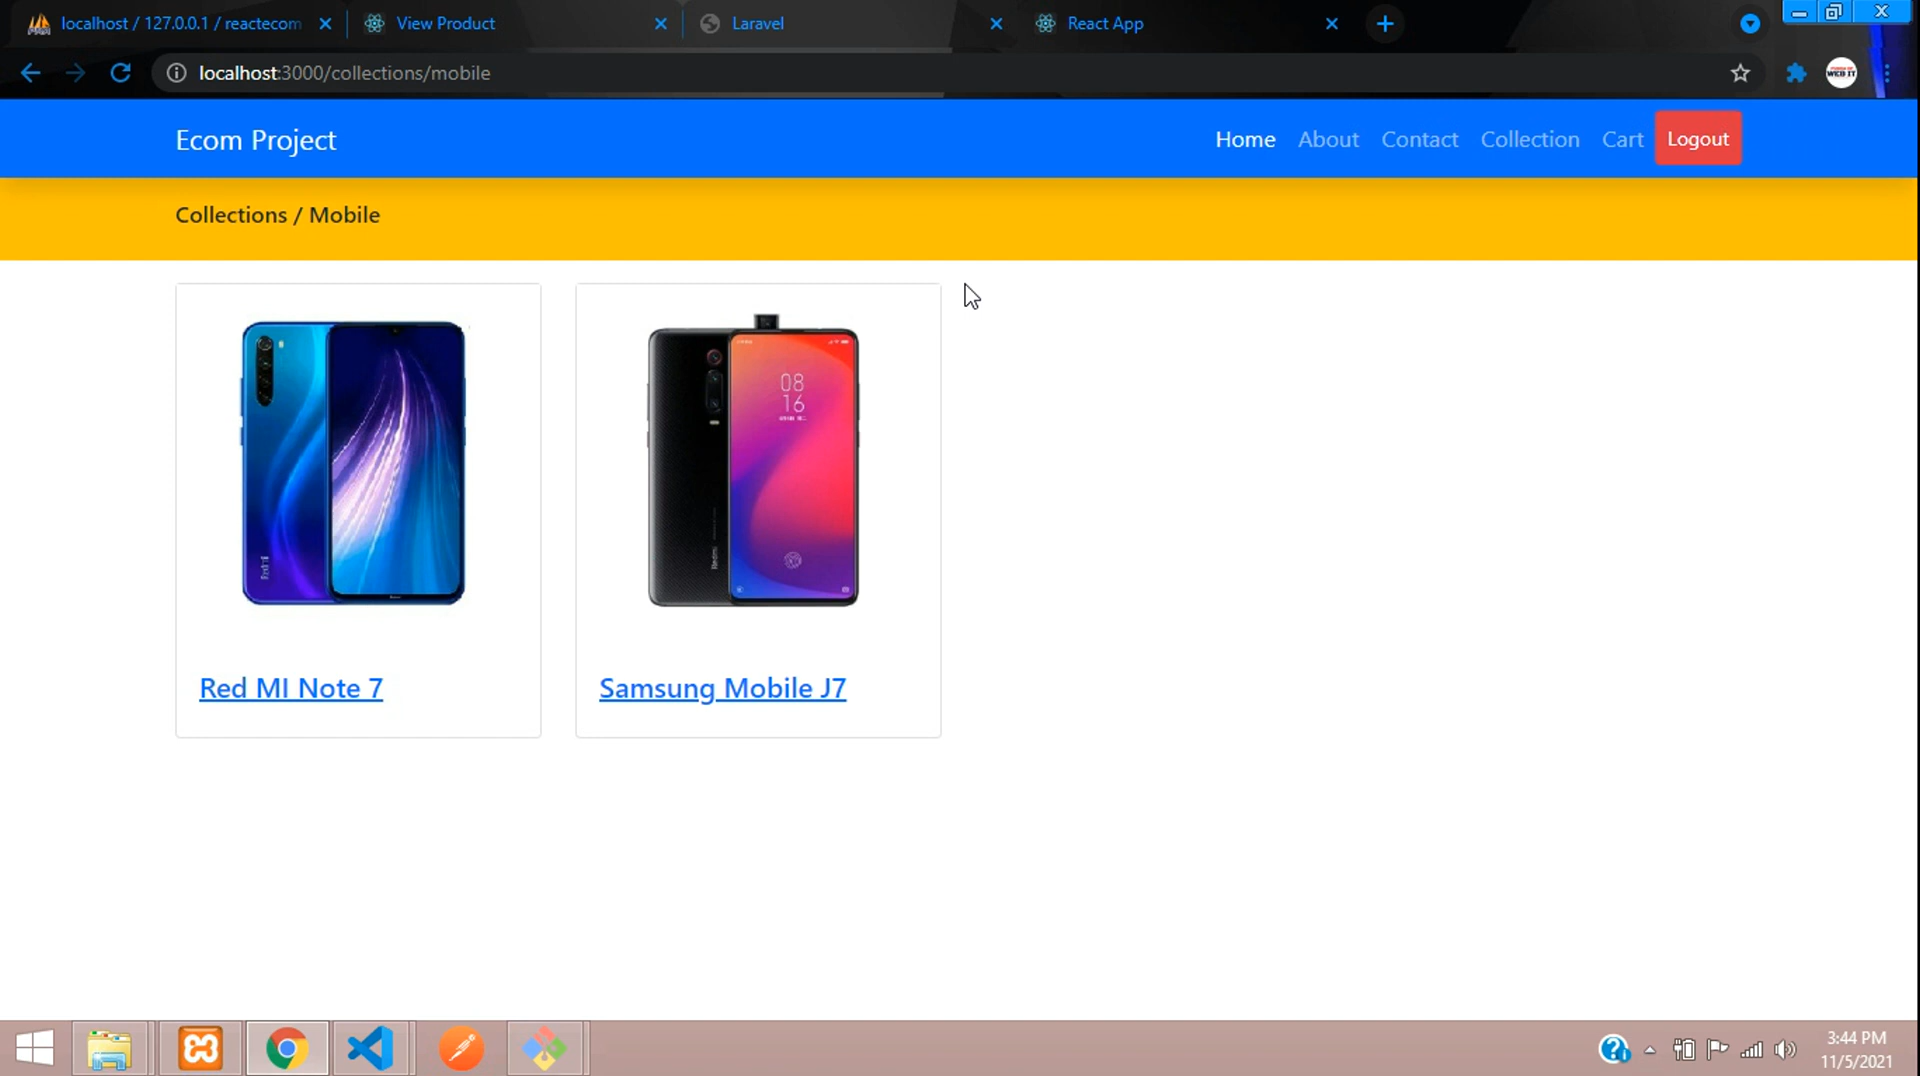 localhost / 127.0.0.1 / reactecom
View Product
Laravel
React App
localhost:3000/collections/mobile
Ecom Project
Home
About
Contact
Collection
Cart
Logout
Collections / Mobile
08
16
Redmi
Redmi
Red MI Note 7
Samsung Mobile J7
3:44 PM
11/5/2021